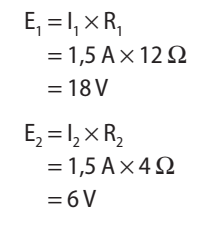 E₁ = I₁ × R₁
= 1,5 A × 12 Ω
= 18 V
E₂ = I₂ × R₂
= 1,5 A × 4 Ω
= 6 V